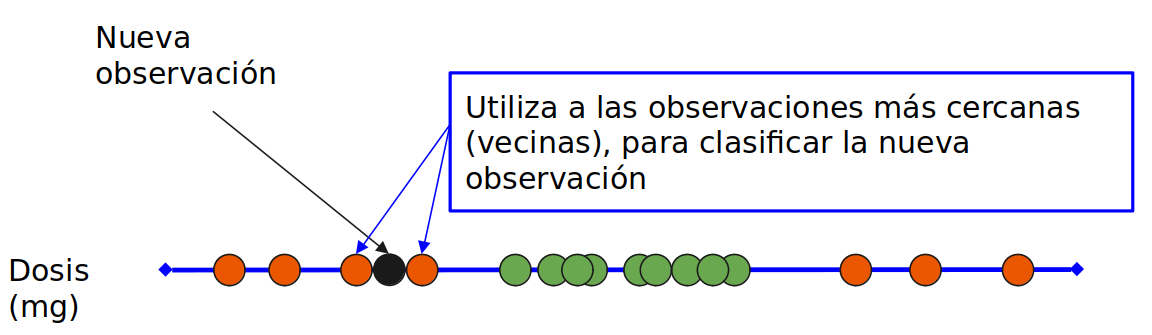 Nueva
observación
Utiliza a las observaciones más cercanas
(vecinas), para clasificar la nueva
observación
Dosis
(mg)